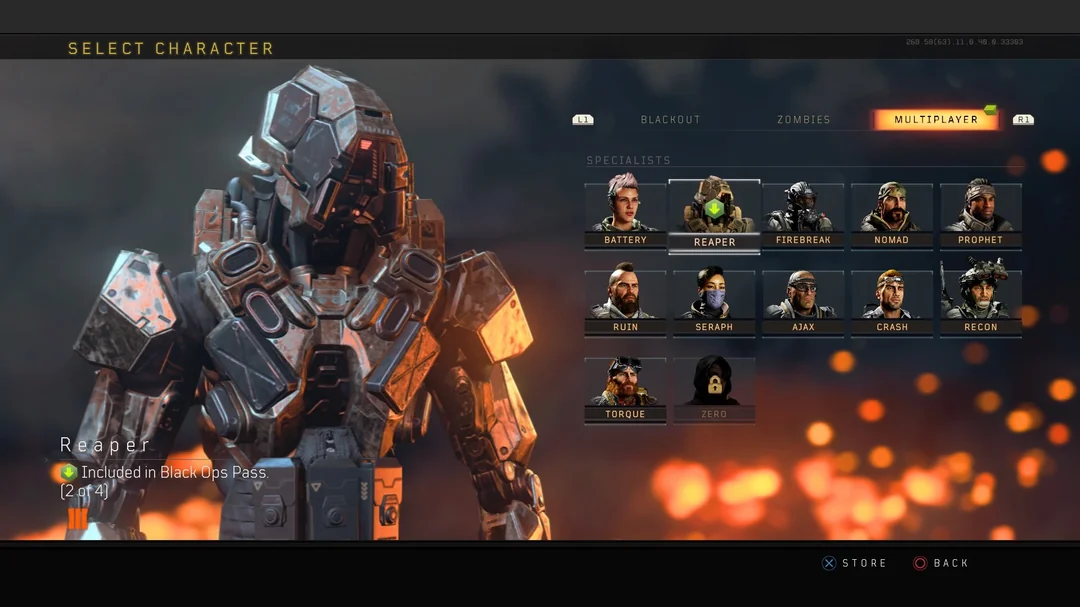 SELECT CHARACTER
L1 BLACKOUT ZOMBIES MULTIPLAYER R1
SPECIALISTS
BATTERY REAPER FIREBREAK NOMAD PROPHET
RUIN SERAPH AJAX CRASH RECON
TORQUE ZERO
Reaper
Included in Black Ops Pass.
(2 of 4)
STORE BACK